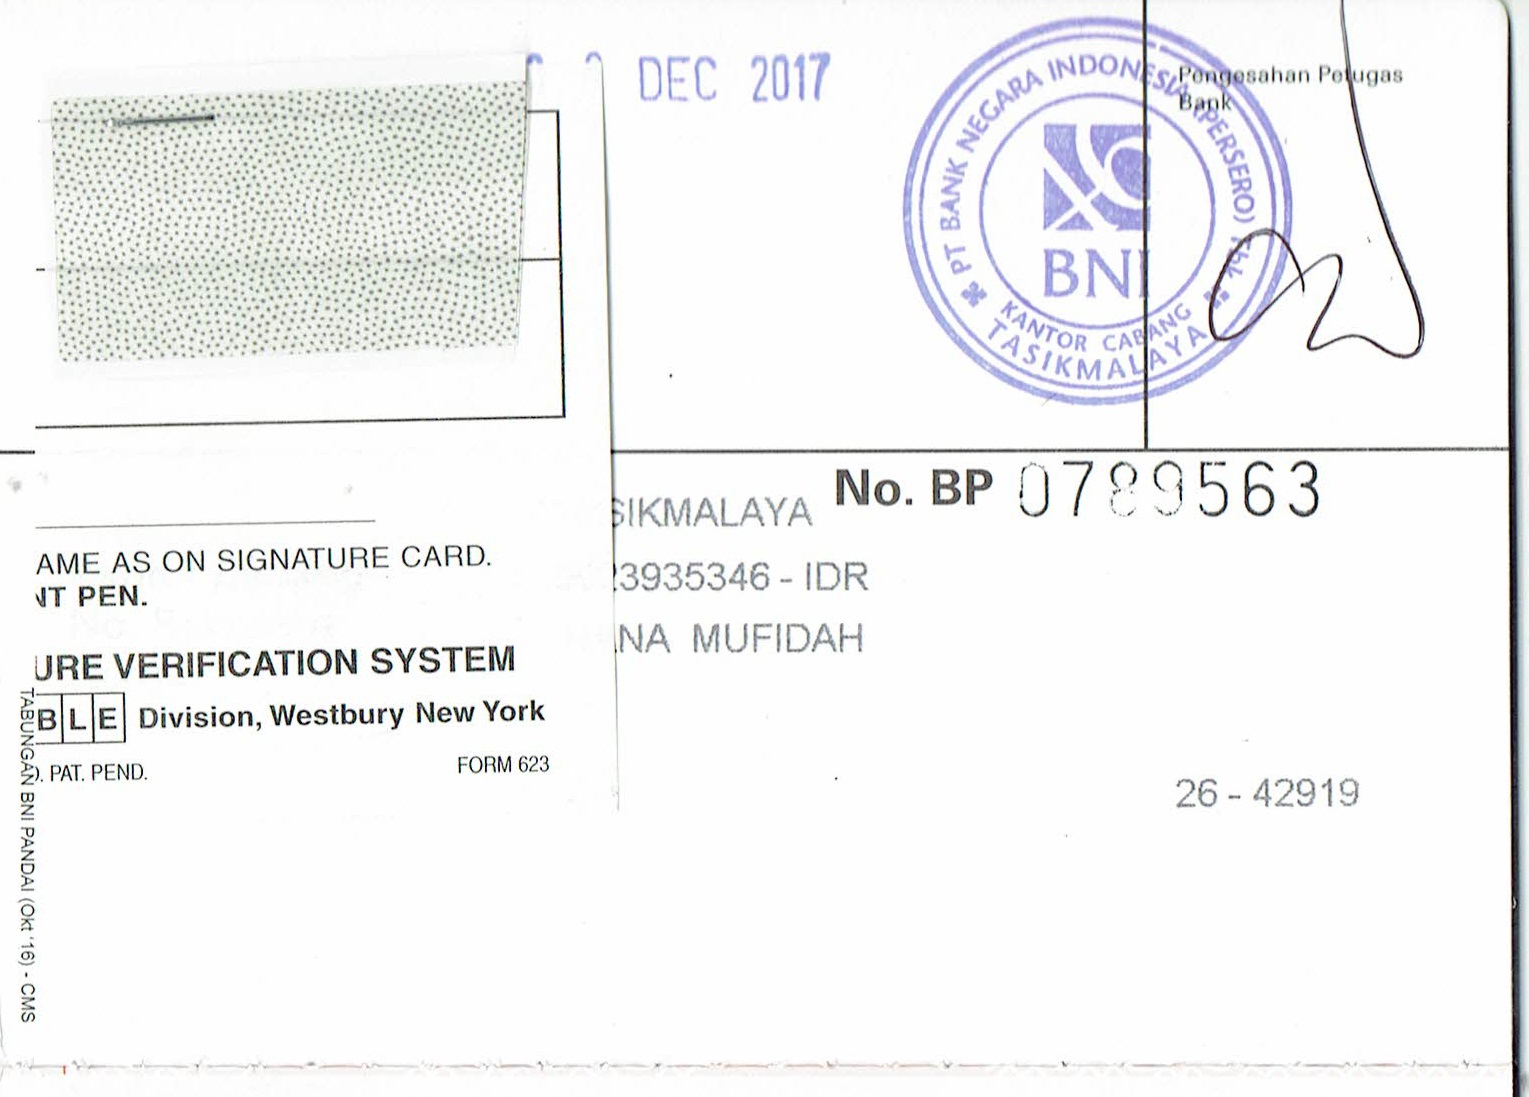 DEC 2017
PT BANK NEGARA INDONESIA (PERSERO)
BNI
KANTOR CABANG
TASIKMALAYA
Pengesahan Petugas
Bank
No. BP 0789563
SIKMALAYA
3935346 - IDR
NA MUFIDAH
26 - 42919
AME AS ON SIGNATURE CARD.
NT PEN.
URE VERIFICATION SYSTEM
BLE Division, Westbury New York
). PAT. PEND.
FORM 623
TABUNGAN BNI PANDAI (Okt '16) - CMS